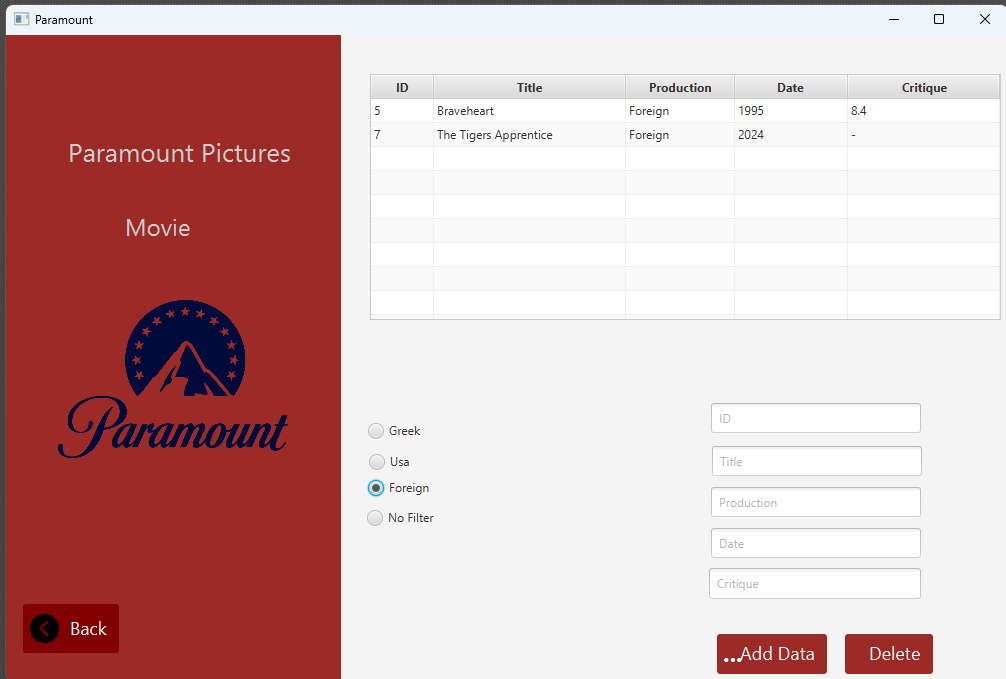 Paramount
Paramount Pictures
Movie
Paramount
Back
ID Title Production Date Critique
5 Braveheart Foreign 1995 8.4
7 The Tigers Apprentice Foreign 2024 -
Greek
Usa
Foreign
No Filter
ID
Title
Production
Date
Critique
...Add Data
Delete